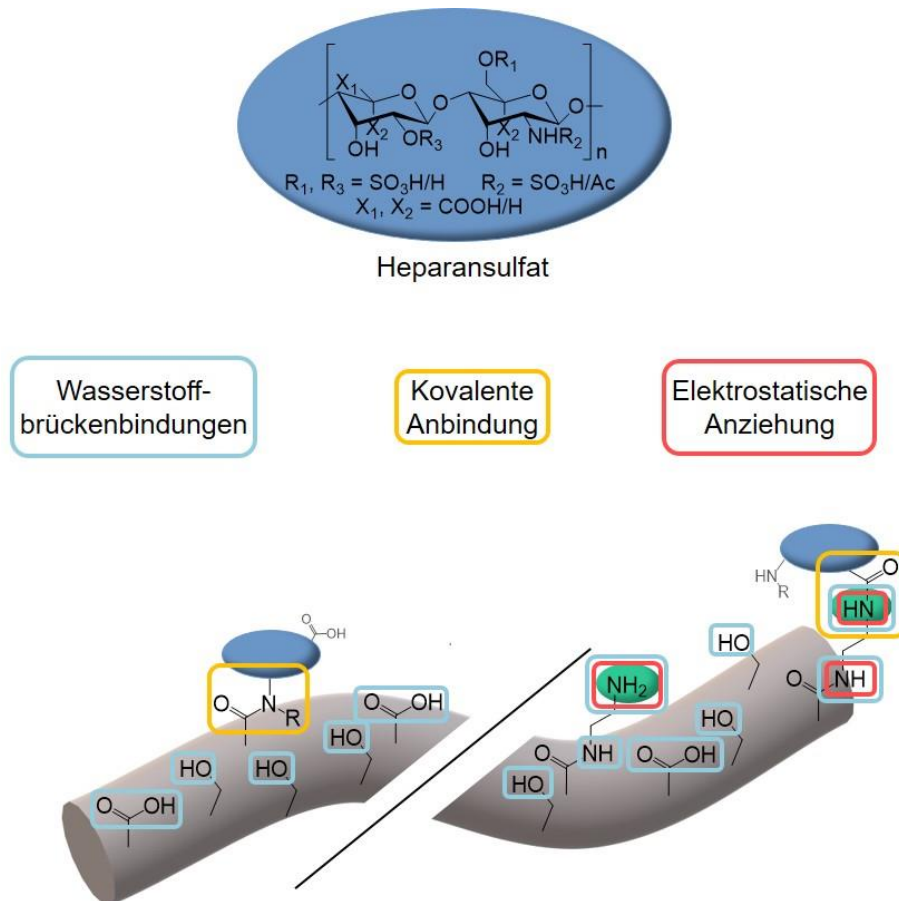 OR₁
X₁ O O O O
X₂ OR₃ X₂ NHR₂
OH OH n
R₁, R₃ = SO₃H/H R₂ = SO₃H/Ac
X₁, X₂ = COOH/H
Heparansulfat
Wasserstoff-
brückenbindungen
Kovalente
Anbindung
Elektrostatische
Anziehung
O
OH
O N
R
O OH
HO
HO
HO
O OH
O
HN
R
HN
HO
O NH
NH₂
HO
O NH
O OH
HO